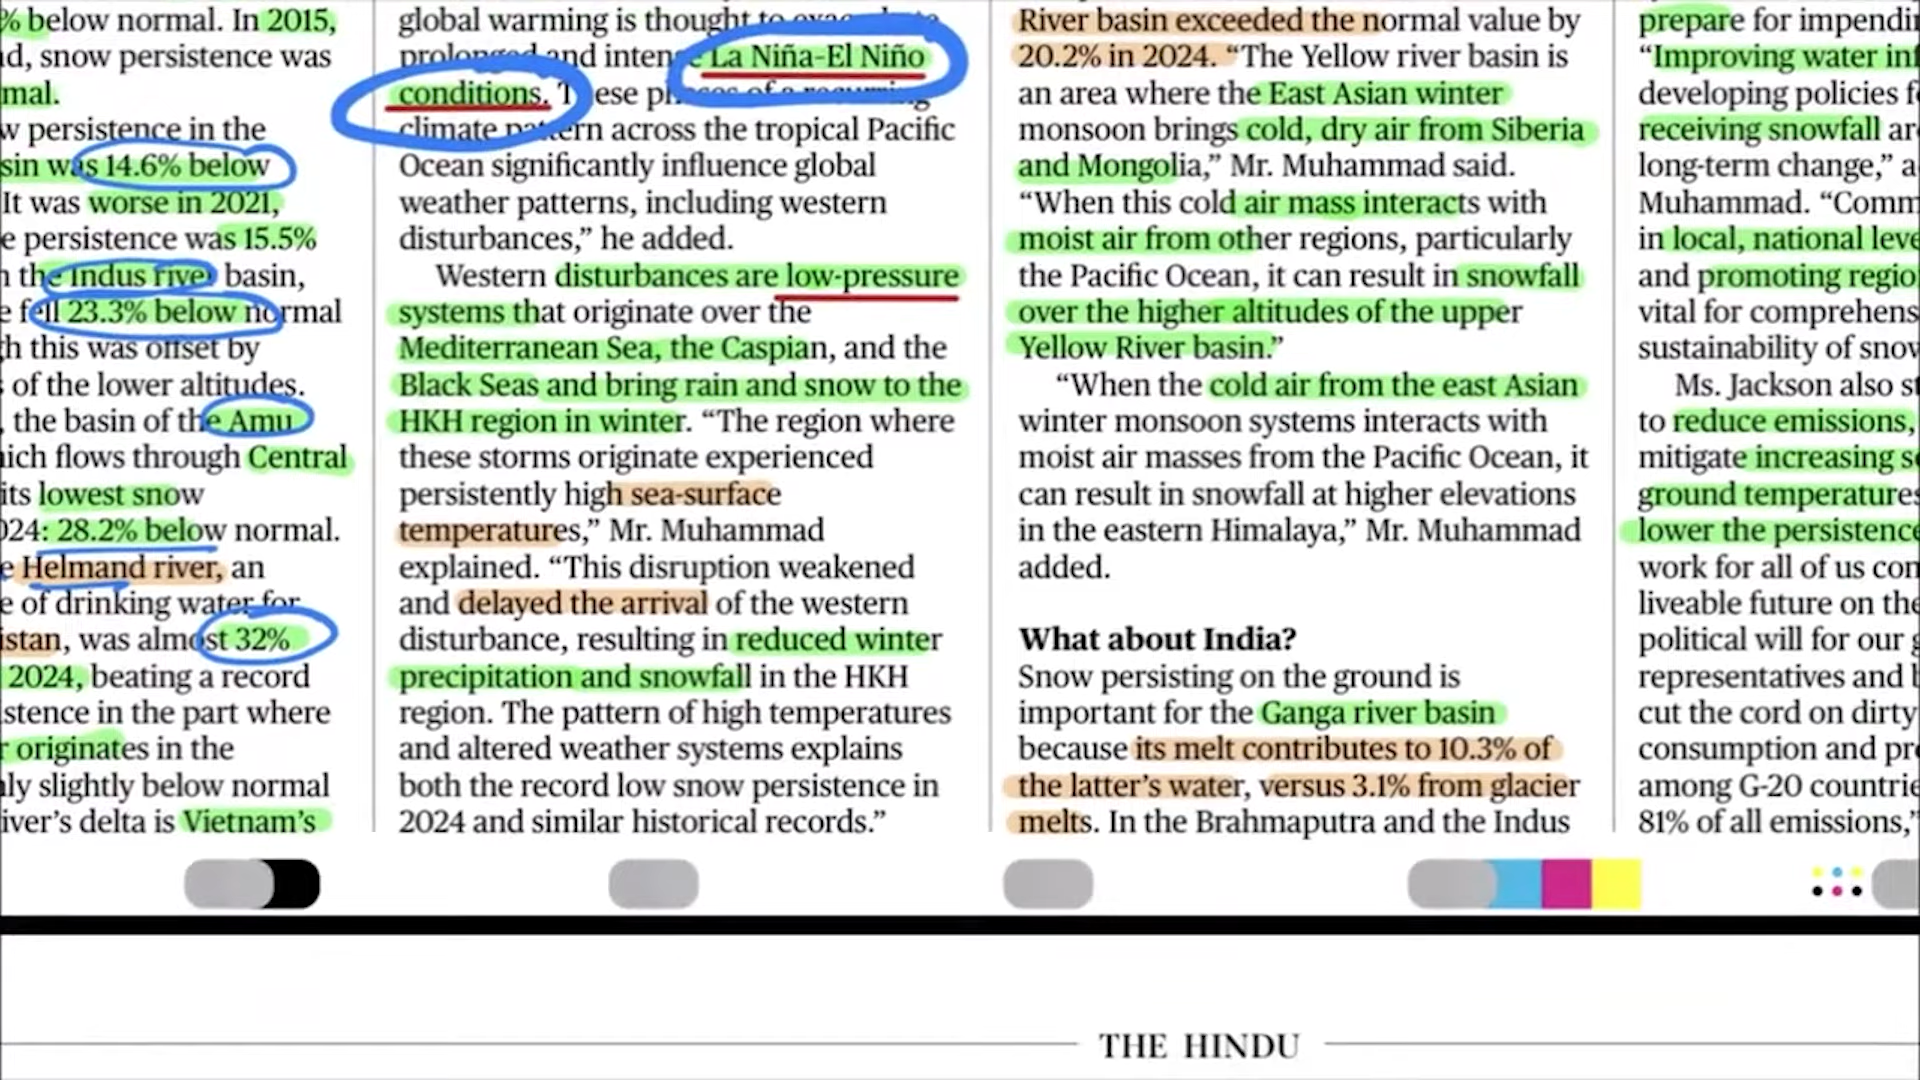 % below normal. In 2015,
d, snow persistence was
mal.
w persistence in the
sin was 14.6% below
It was worse in 2021,
e persistence was 15.5%
n the Indus river basin,
e fell 23.3% below normal
h this was offset by
of the lower altitudes.
, the basin of the Amu
ich flows through Central
its lowest snow
024: 28.2% below normal.
e Helmand river, an
e of drinking water for
istan, was almost 32%
2024, beating a record
istence in the part where
r originates in the
ly slightly below normal
iver's delta is Vietnam's
global warming is thought to exacerbate
prolonged and intense La Niña-El Niño
conditions. These phases of a recurring
climate pattern across the tropical Pacific
Ocean significantly influence global
weather patterns, including western
disturbances,” he added.
Western disturbances are low-pressure
systems that originate over the
Mediterranean Sea, the Caspian, and the
Black Seas and bring rain and snow to the
HKH region in winter. “The region where
these storms originate experienced
persistently high sea-surface
temperatures,” Mr. Muhammad
explained. “This disruption weakened
and delayed the arrival of the western
disturbance, resulting in reduced winter
precipitation and snowfall in the HKH
region. The pattern of high temperatures
and altered weather systems explains
both the record low snow persistence in
2024 and similar historical records.”
River basin exceeded the normal value by
20.2% in 2024. “The Yellow river basin is
an area where the East Asian winter
monsoon brings cold, dry air from Siberia
and Mongolia,” Mr. Muhammad said.
“When this cold air mass interacts with
moist air from other regions, particularly
the Pacific Ocean, it can result in snowfall
over the higher altitudes of the upper
Yellow River basin.”
“When the cold air from the east Asian
winter monsoon systems interacts with
moist air masses from the Pacific Ocean, it
can result in snowfall at higher elevations
in the eastern Himalaya,” Mr. Muhammad
added.
What about India?
Snow persisting on the ground is
important for the Ganga river basin
because its melt contributes to 10.3% of
the latter's water, versus 3.1% from glacier
melts. In the Brahmaputra and the Indus
prepare for impendi
“Improving water inf
developing policies f
receiving snowfall ar
long-term change,” a
Muhammad. “Comm
in local, national leve
and promoting regio
vital for comprehens
sustainability of snov
Ms. Jackson also st
to reduce emissions,
mitigate increasing s
ground temperatures
lower the persistence
work for all of us con
liveable future on the
political will for our g
representatives and b
cut the cord on dirty
consumption and pr
among G-20 countrie
81% of all emissions,”
THE HINDU